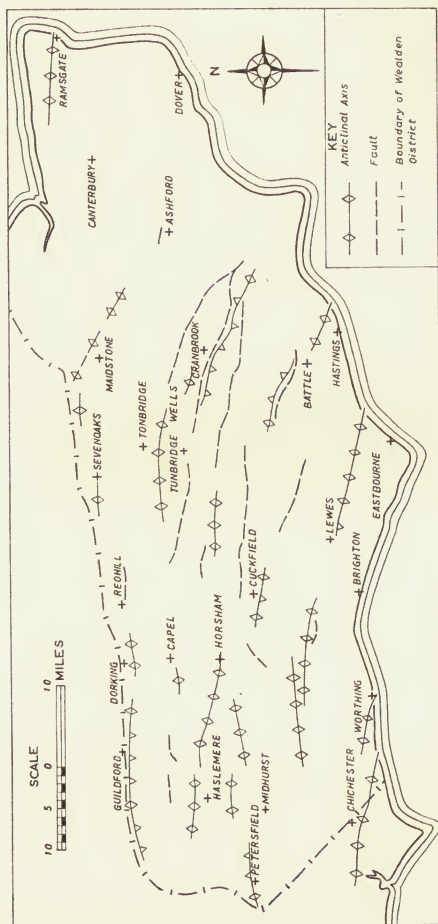 SCALE
10 5 0 10
MILES
RAMSGATE
GUILDFORD
DORKING
REDHILL
SEVENOAKS
MAIDSTONE
CANTERBURY
CAPEL
TONBRIDGE
ASHFORD
DOVER
TUNBRIDGE
WELLS
HASLEMERE
HORSHAM
CRANBROOK
PETERSFIELD
MIDHURST
CUCKFIELD
N
BATTLE
LEWES
HASTINGS
CHICHESTER
WORTHING
BRIGHTON
EASTBOURNE
KEY
Anticlinal Axis
Fault
Boundary of Wealden
District